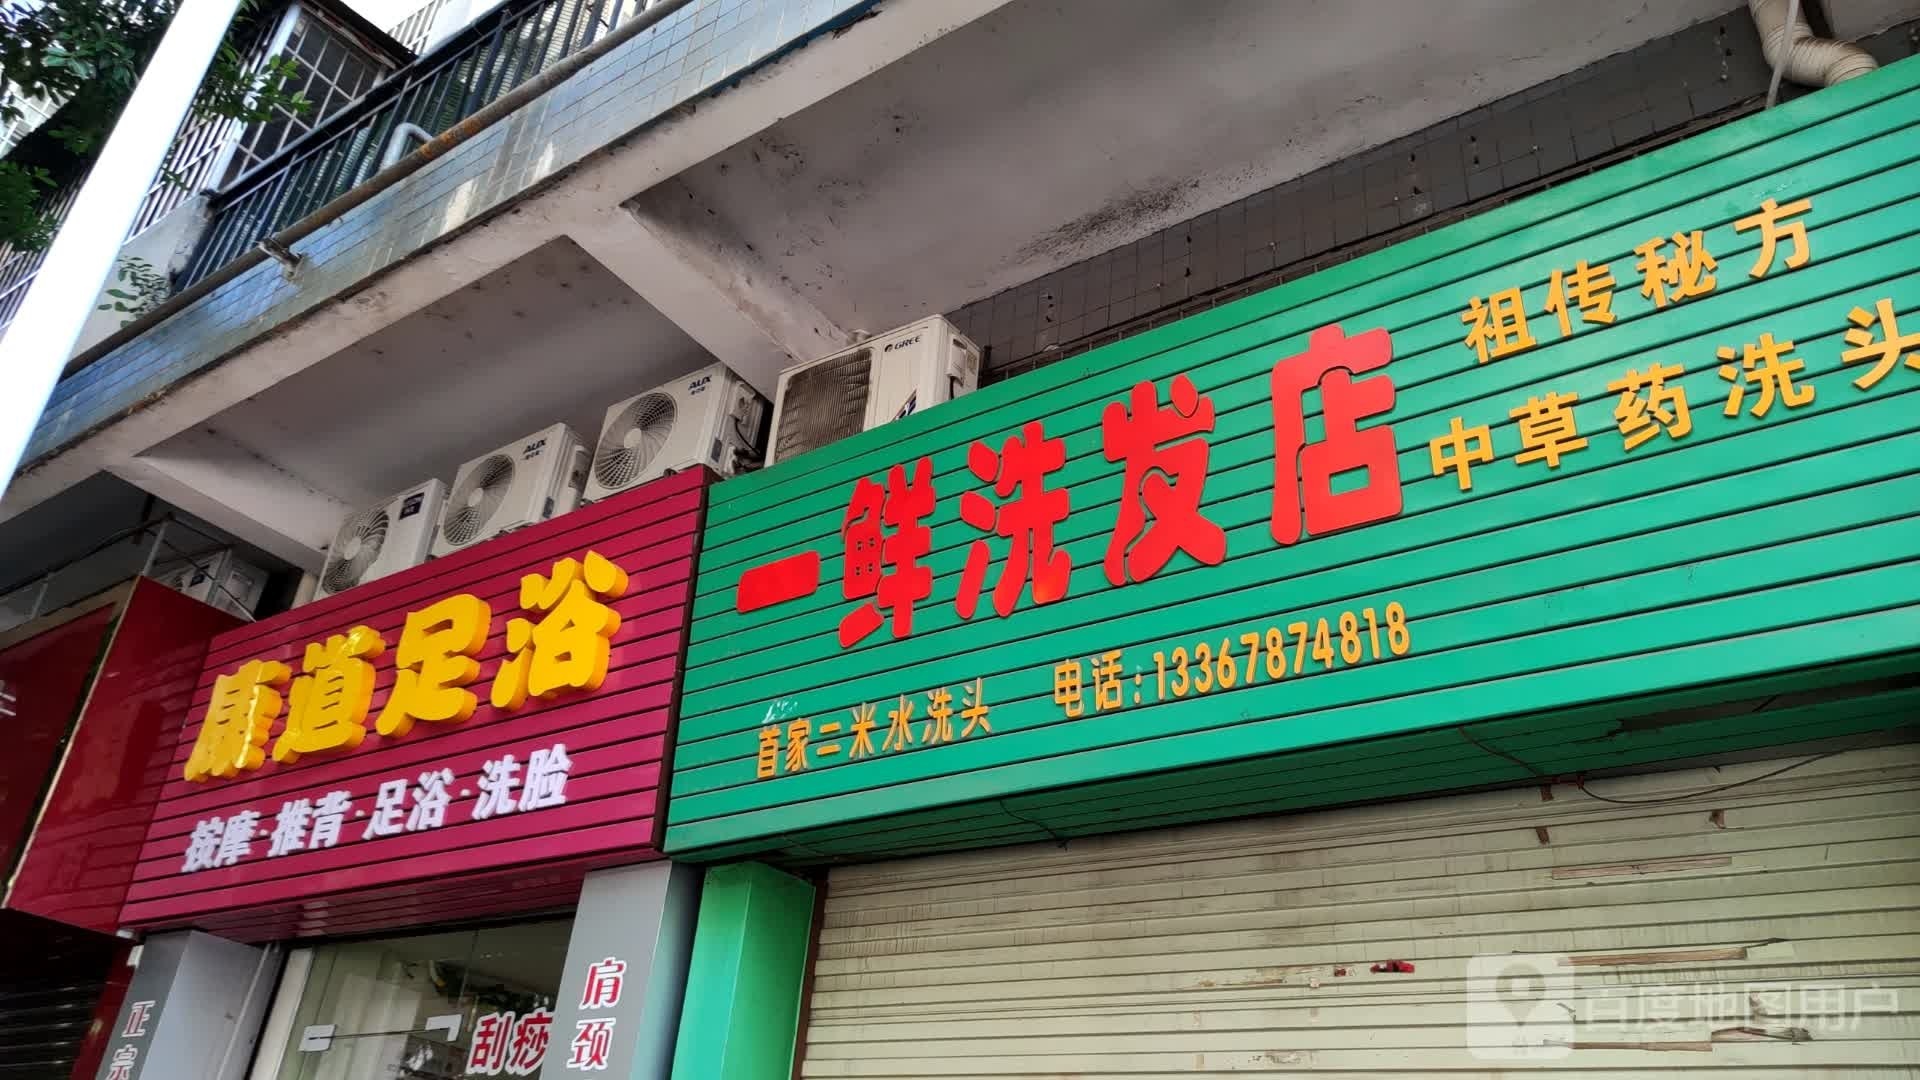 康道足浴
按摩·推背·足浴·洗脸
正宗
刮痧
肩颈
一鲜洗发店
祖传秘方
中草药洗头
首家二米水洗头 电话:13367874818
AUX
AUX
GREE
百度地图用户